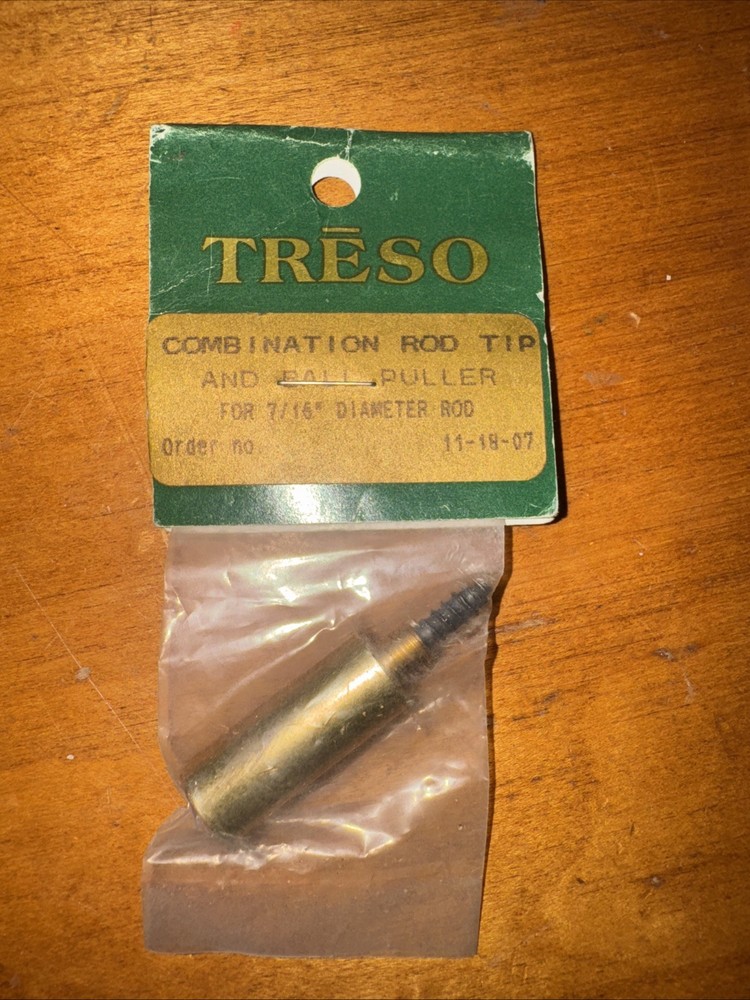 TRĒSO
COMBINATION ROD TIP
AND BALL PULLER
FOR 7/16" DIAMETER ROD
Order no 11-18-07